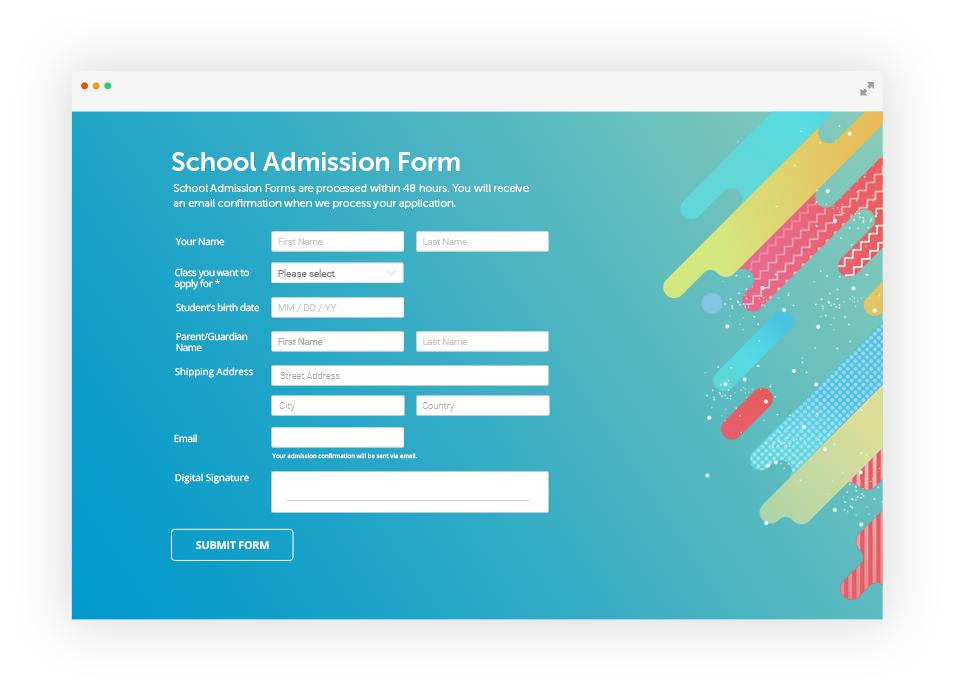 School Admission Form
School Admission Forms are processed within 48 hours. You will receive
an email confirmation when we process your application.
Your Name First Name Last Name
Class you want to
apply for * Please select
Student's birth date MM / DD / YY
Parent/Guardian
Name First Name Last Name
Shipping Address Street Address
City Country
Email
Your admission confirmation will be sent via email.
Digital Signature
SUBMIT FORM